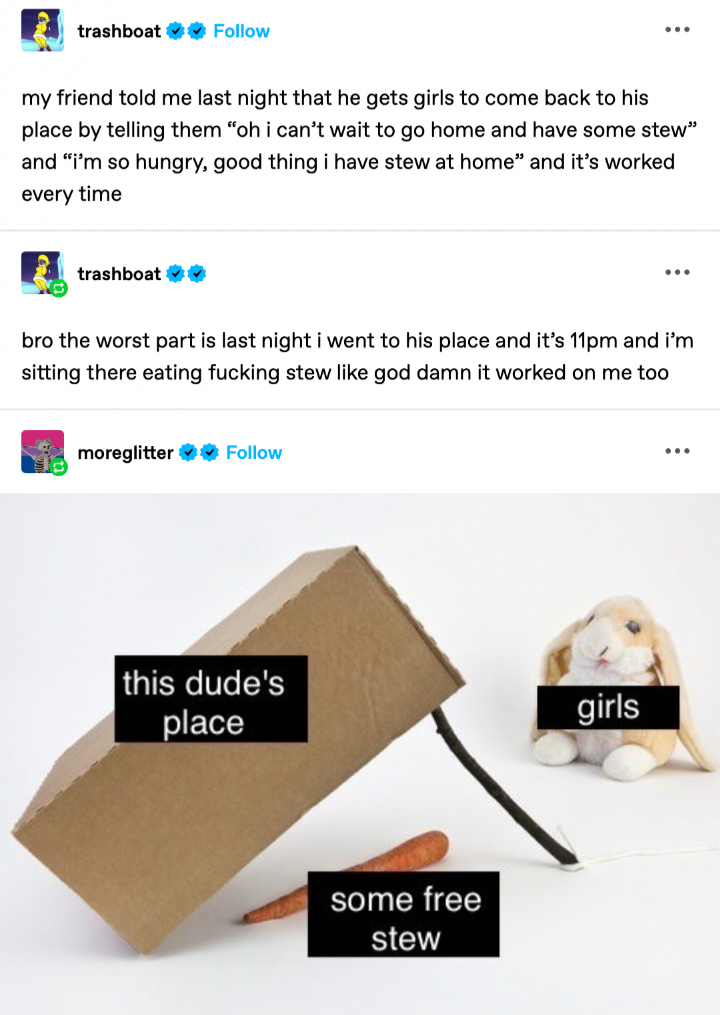 trashboat Follow
my friend told me last night that he gets girls to come back to his
place by telling them “oh i can’t wait to go home and have some stew”
and “i’m so hungry, good thing i have stew at home” and it’s worked
every time
trashboat
bro the worst part is last night i went to his place and it’s 11pm and i’m
sitting there eating fucking stew like god damn it worked on me too
moreglitter Follow
this dude's
place
girls
some free
stew